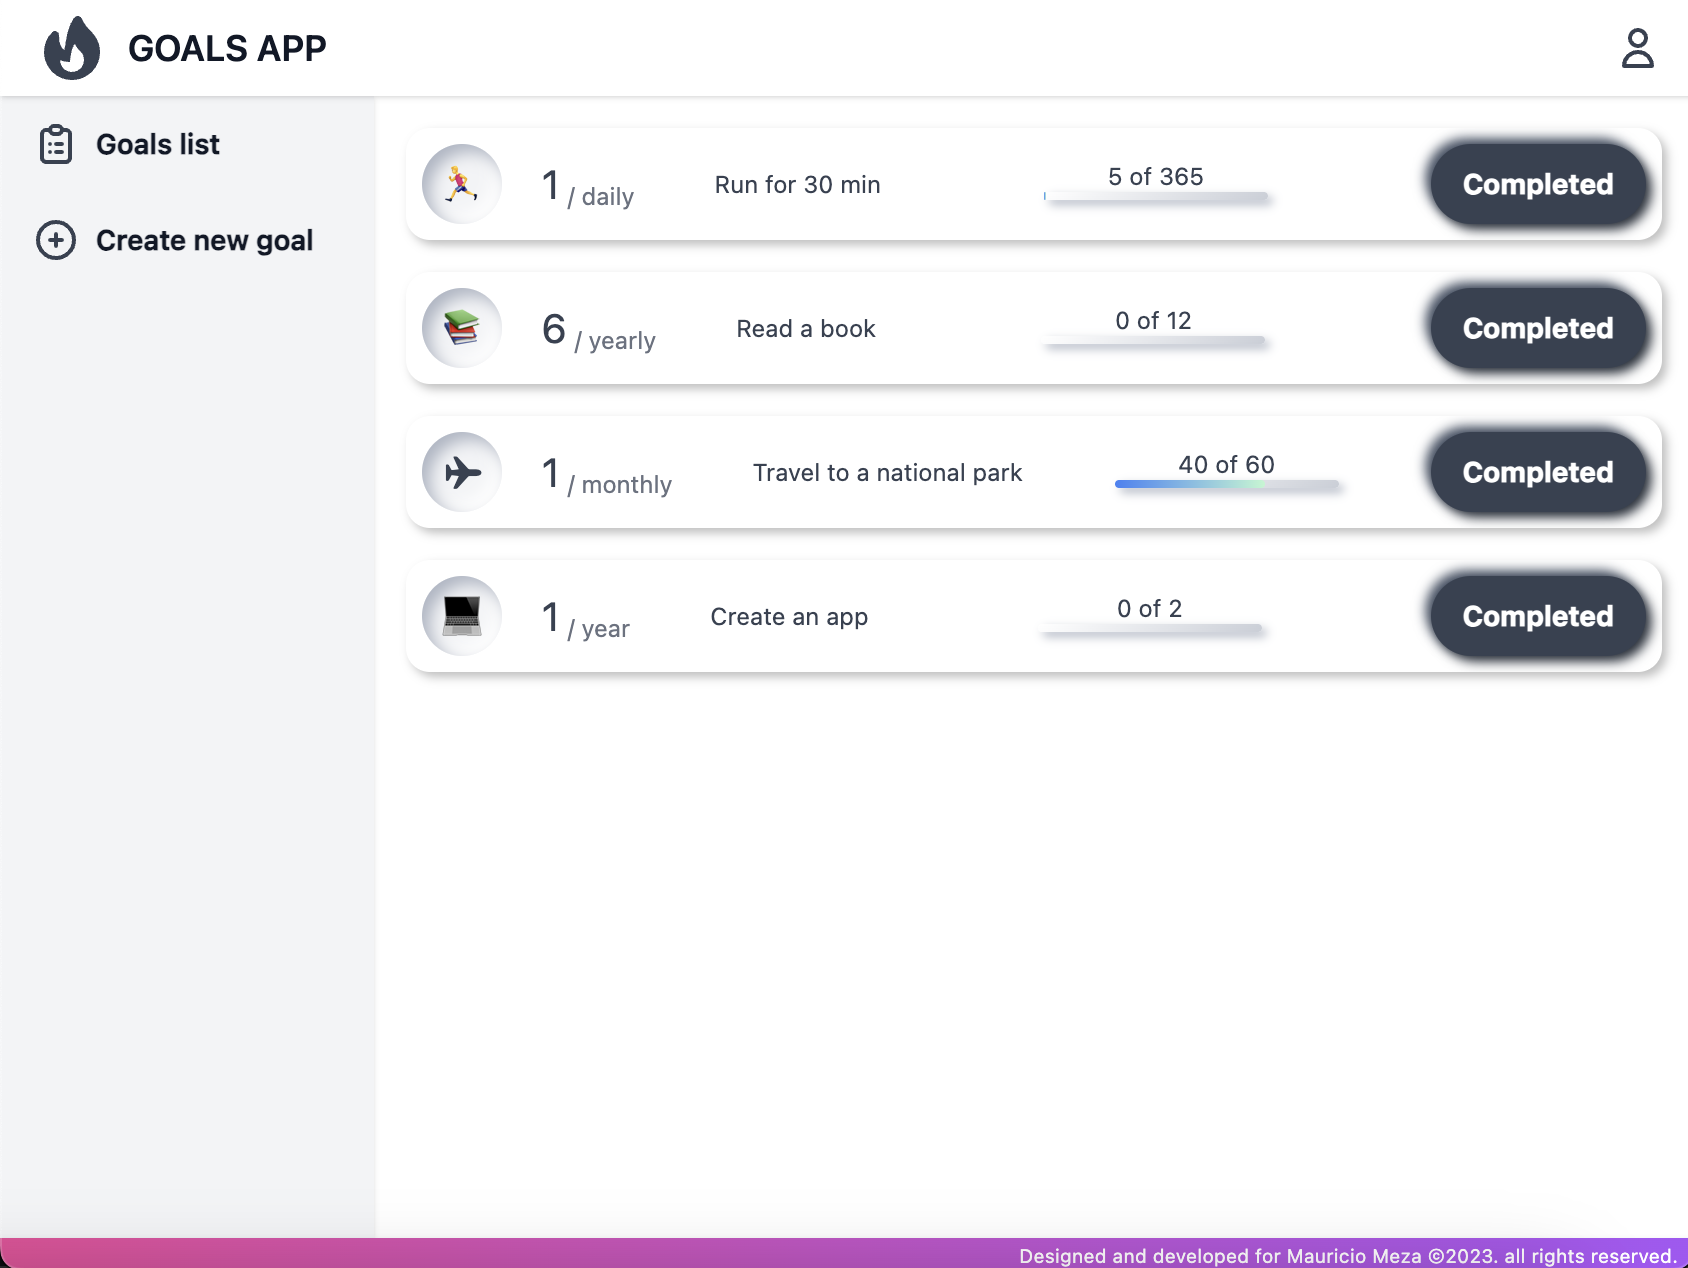 GOALS APP
Goals list
Create new goal
1 / daily Run for 30 min 5 of 365 Completed
6 / yearly Read a book 0 of 12 Completed
1 / monthly Travel to a national park 40 of 60 Completed
1 / year Create an app 0 of 2 Completed
Designed and developed for Mauricio Meza ©2023. all rights reserved.